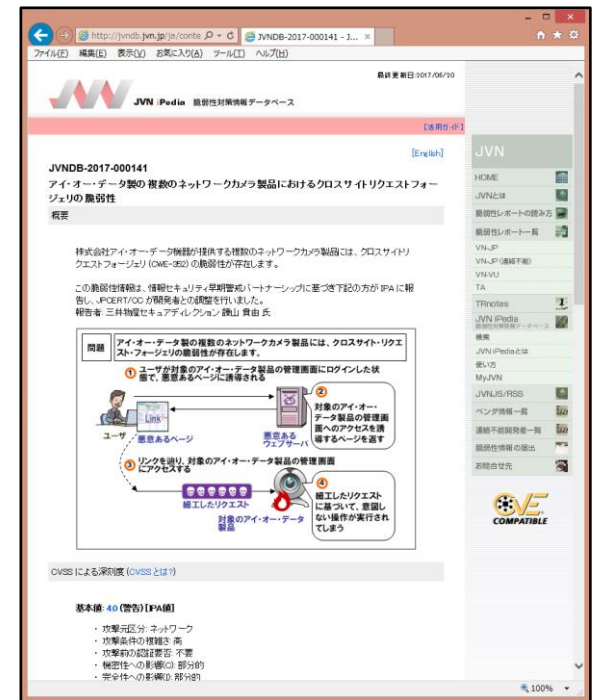 http://jvndb.jvn.jp/ja/conte
JVNDB-2017-000141 - J...
ファイル(F) 編集(E) 表示(V) お気に入り(A) ツール(T) ヘルプ(H)
最終更新日:2017/06/20
JVN iPedia 脆弱性対策情報データベース
[活用ガイド]
[English]
JVNDB-2017-000141
アイ・オー・データ製の複数のネットワークカメラ製品におけるクロスサイトリクエストフォー
ジェリの脆弱性
概要
株式会社アイ・オー・データ機器が提供する複数のネットワークカメラ製品には、クロスサイトリ
クエストフォージェリ (CWE-352) の脆弱性が存在します。
この脆弱性情報は、情報セキュリティ早期警戒パートナーシップに基づき下記の方が IPA に報
告し、JPCERT/CC が開発者との調整を行いました。
報告者: 三井物産セキュアディレクション 諌山 貴由 氏
問題
アイ・オー・データ製の複数のネットワークカメラ製品には、クロスサイト・リクエ
スト・フォージェリの脆弱性が存在します。
① ユーザが対象のアイ・オー・データ製品の管理画面にログインした状
態で、悪意あるページに誘導される
②
対象のアイ・オー・
データ製品の管理画
面へのアクセスを誘
導するページを返す
Link
ユーザ
悪意あるページ
悪意ある
ウェブサーバ
③ リンクを辿り、対象のアイ・オー・データ製品の管理画面
にアクセスする
④
細工したリクエスト
に基づいて、意図し
ない操作が実行され
てしまう
細工したリクエスト
対象のアイ・オー・データ
製品
CVSS による深刻度 (CVSS とは?)
基本値: 4.0 (警告) [IPA値]
・ 攻撃元区分: ネットワーク
・ 攻撃条件の複雑さ: 高
・ 攻撃前の認証要否: 不要
・ 機密性への影響(C): 部分的
・ 完全性への影響(I): 部分的
JVN
HOME
JVNとは
脆弱性レポートの読み方
脆弱性レポート一覧
VN-JP
VN-JP(連絡不能)
VN-VU
TA
TRnotes
JVN iPedia
脆弱性対策情報データベース
検索
JVN iPediaとは
使い方
MyJVN
JVNJS/RSS
ベンダ情報一覧
連絡不能開発者一覧
脆弱性情報の届出
お問合せ先
CVE
COMPATIBLE
100%